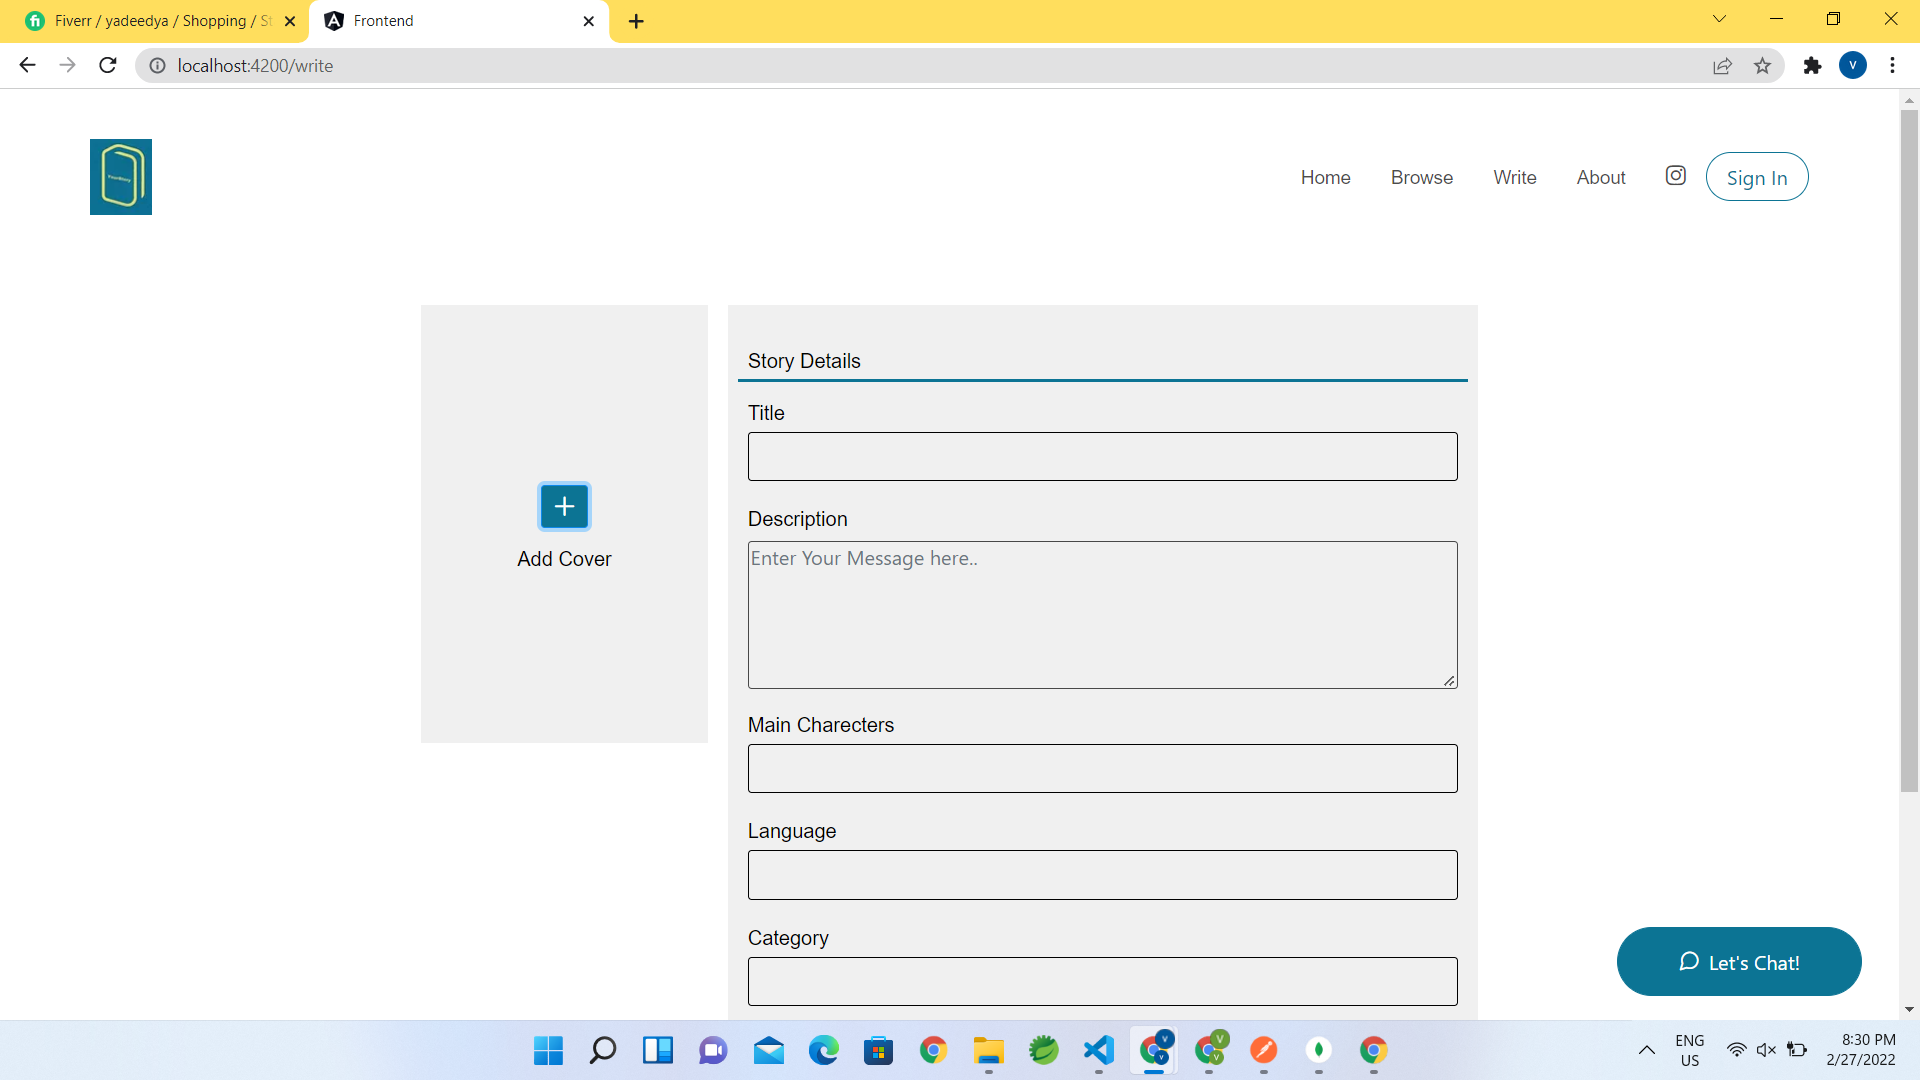 Fiverr / yadeedya / Shopping / St
Frontend
localhost:4200/write
V
Home
Browse
Write
About
Sign In
Story Details
Title
Description
Enter Your Message here..
Add Cover
Main Charecters
Language
Category
Let's Chat!
ENG
US
8:30 PM
2/27/2022